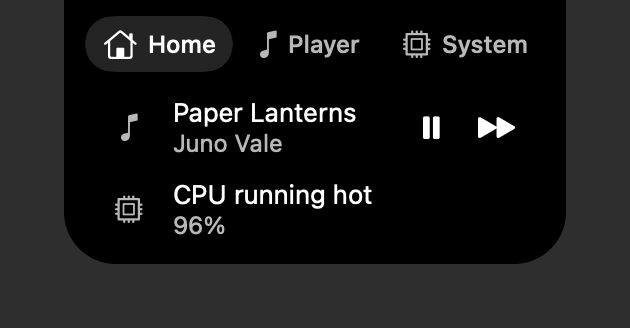 Home Player System
Paper Lanterns
Juno Vale
CPU running hot
96%